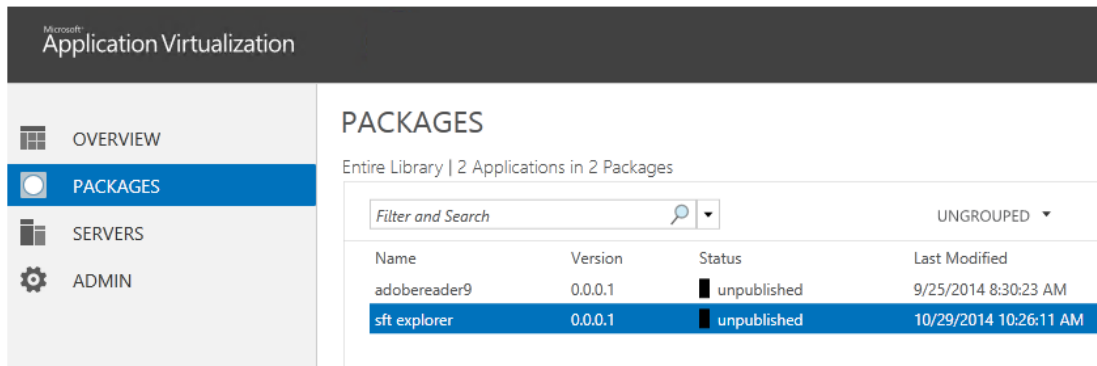 Microsoft®
Application Virtualization
OVERVIEW
PACKAGES
SERVERS
ADMIN
PACKAGES
Entire Library | 2 Applications in 2 Packages
Filter and Search
UNGROUPED
Name Version Status Last Modified
adobereader9 0.0.0.1 unpublished 9/25/2014 8:30:23 AM
sft explorer 0.0.0.1 unpublished 10/29/2014 10:26:11 AM